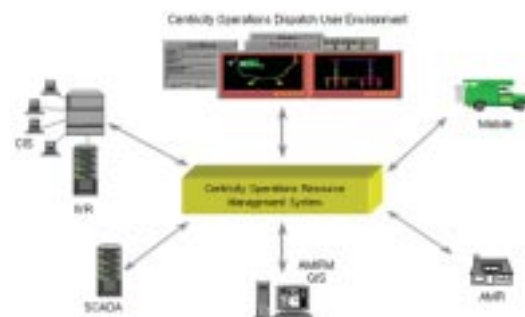 Centricity Operations Dispatch User Environment
CIS
IVR
Mobile
Centricity Operations Resource
Management System
SCADA
AM/FM
GIS
AMR